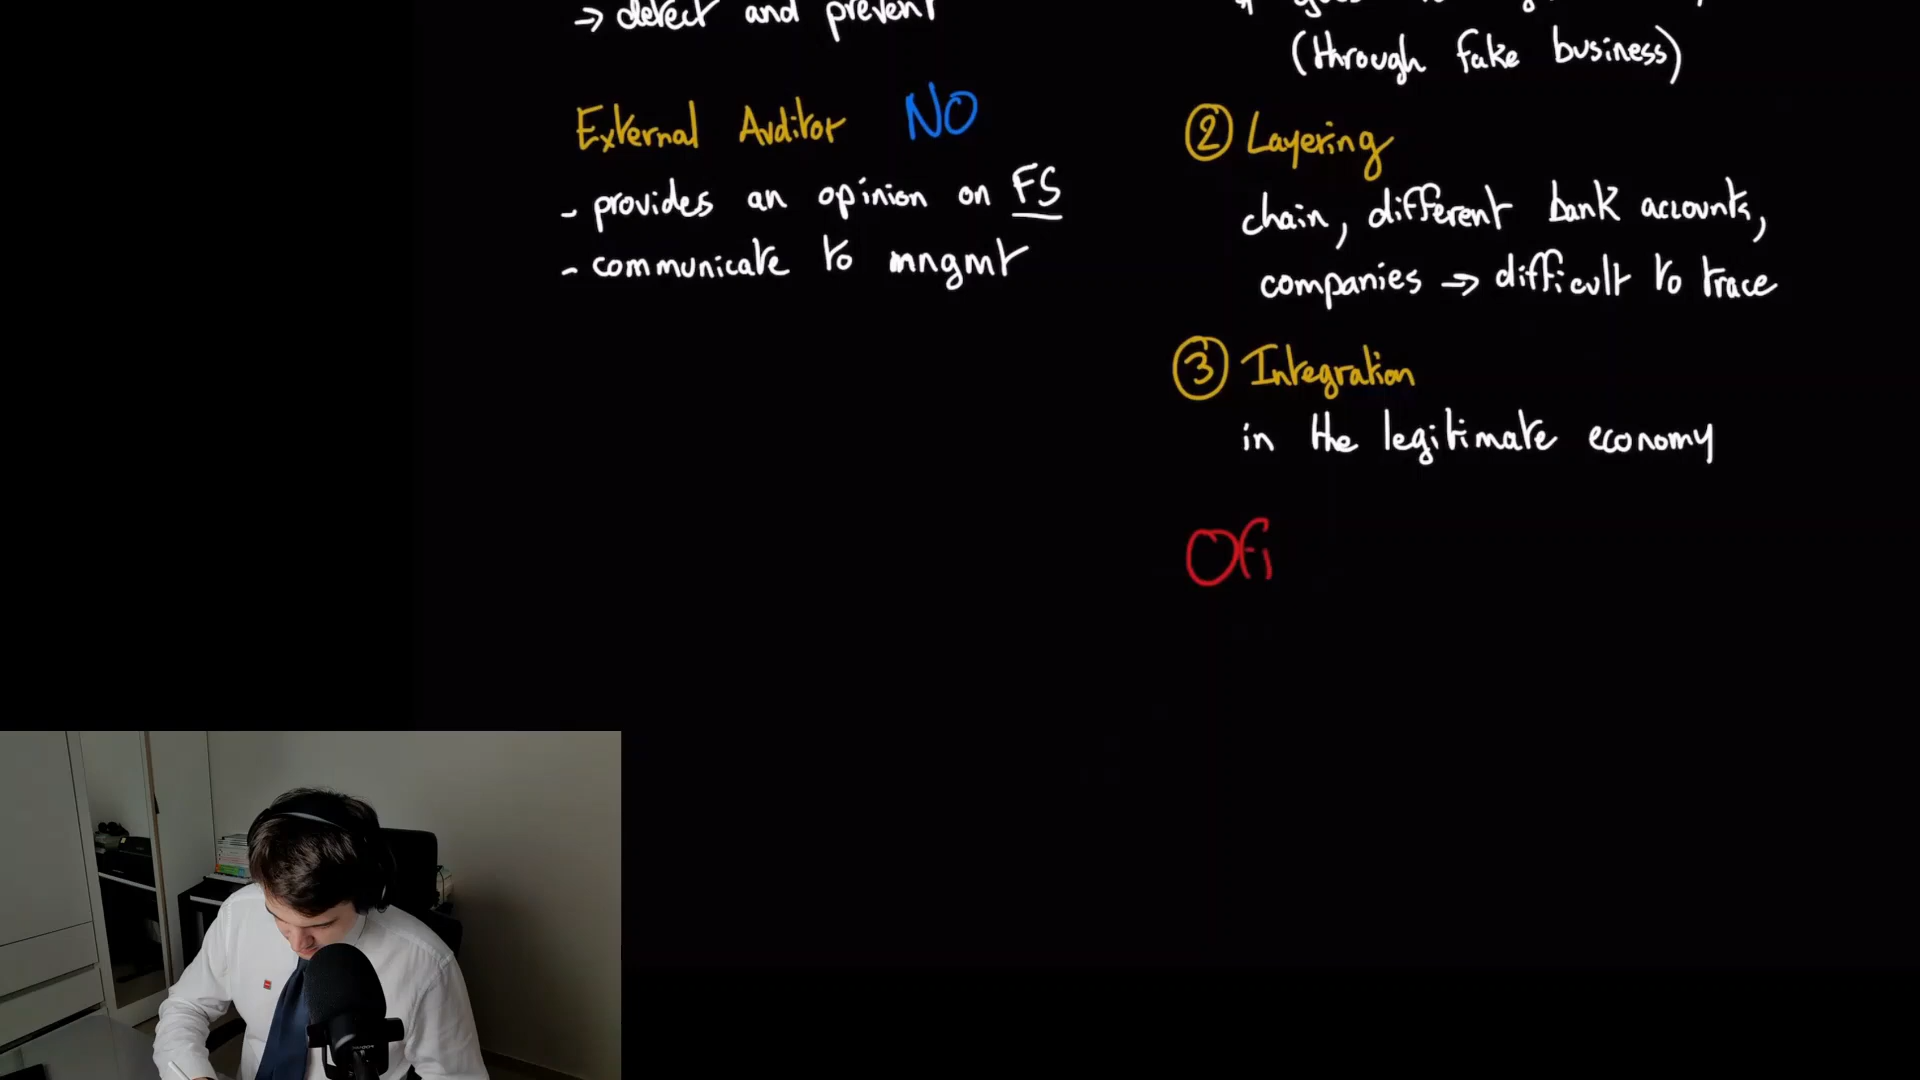 → detect and prevent
External Auditor NO
- provides an opinion on FS
- communicate to mngmt
(through fake business)
② Layering
chain, different bank accounts,
companies → difficult to trace
③ Integration
in the legitimate economy
Ofi